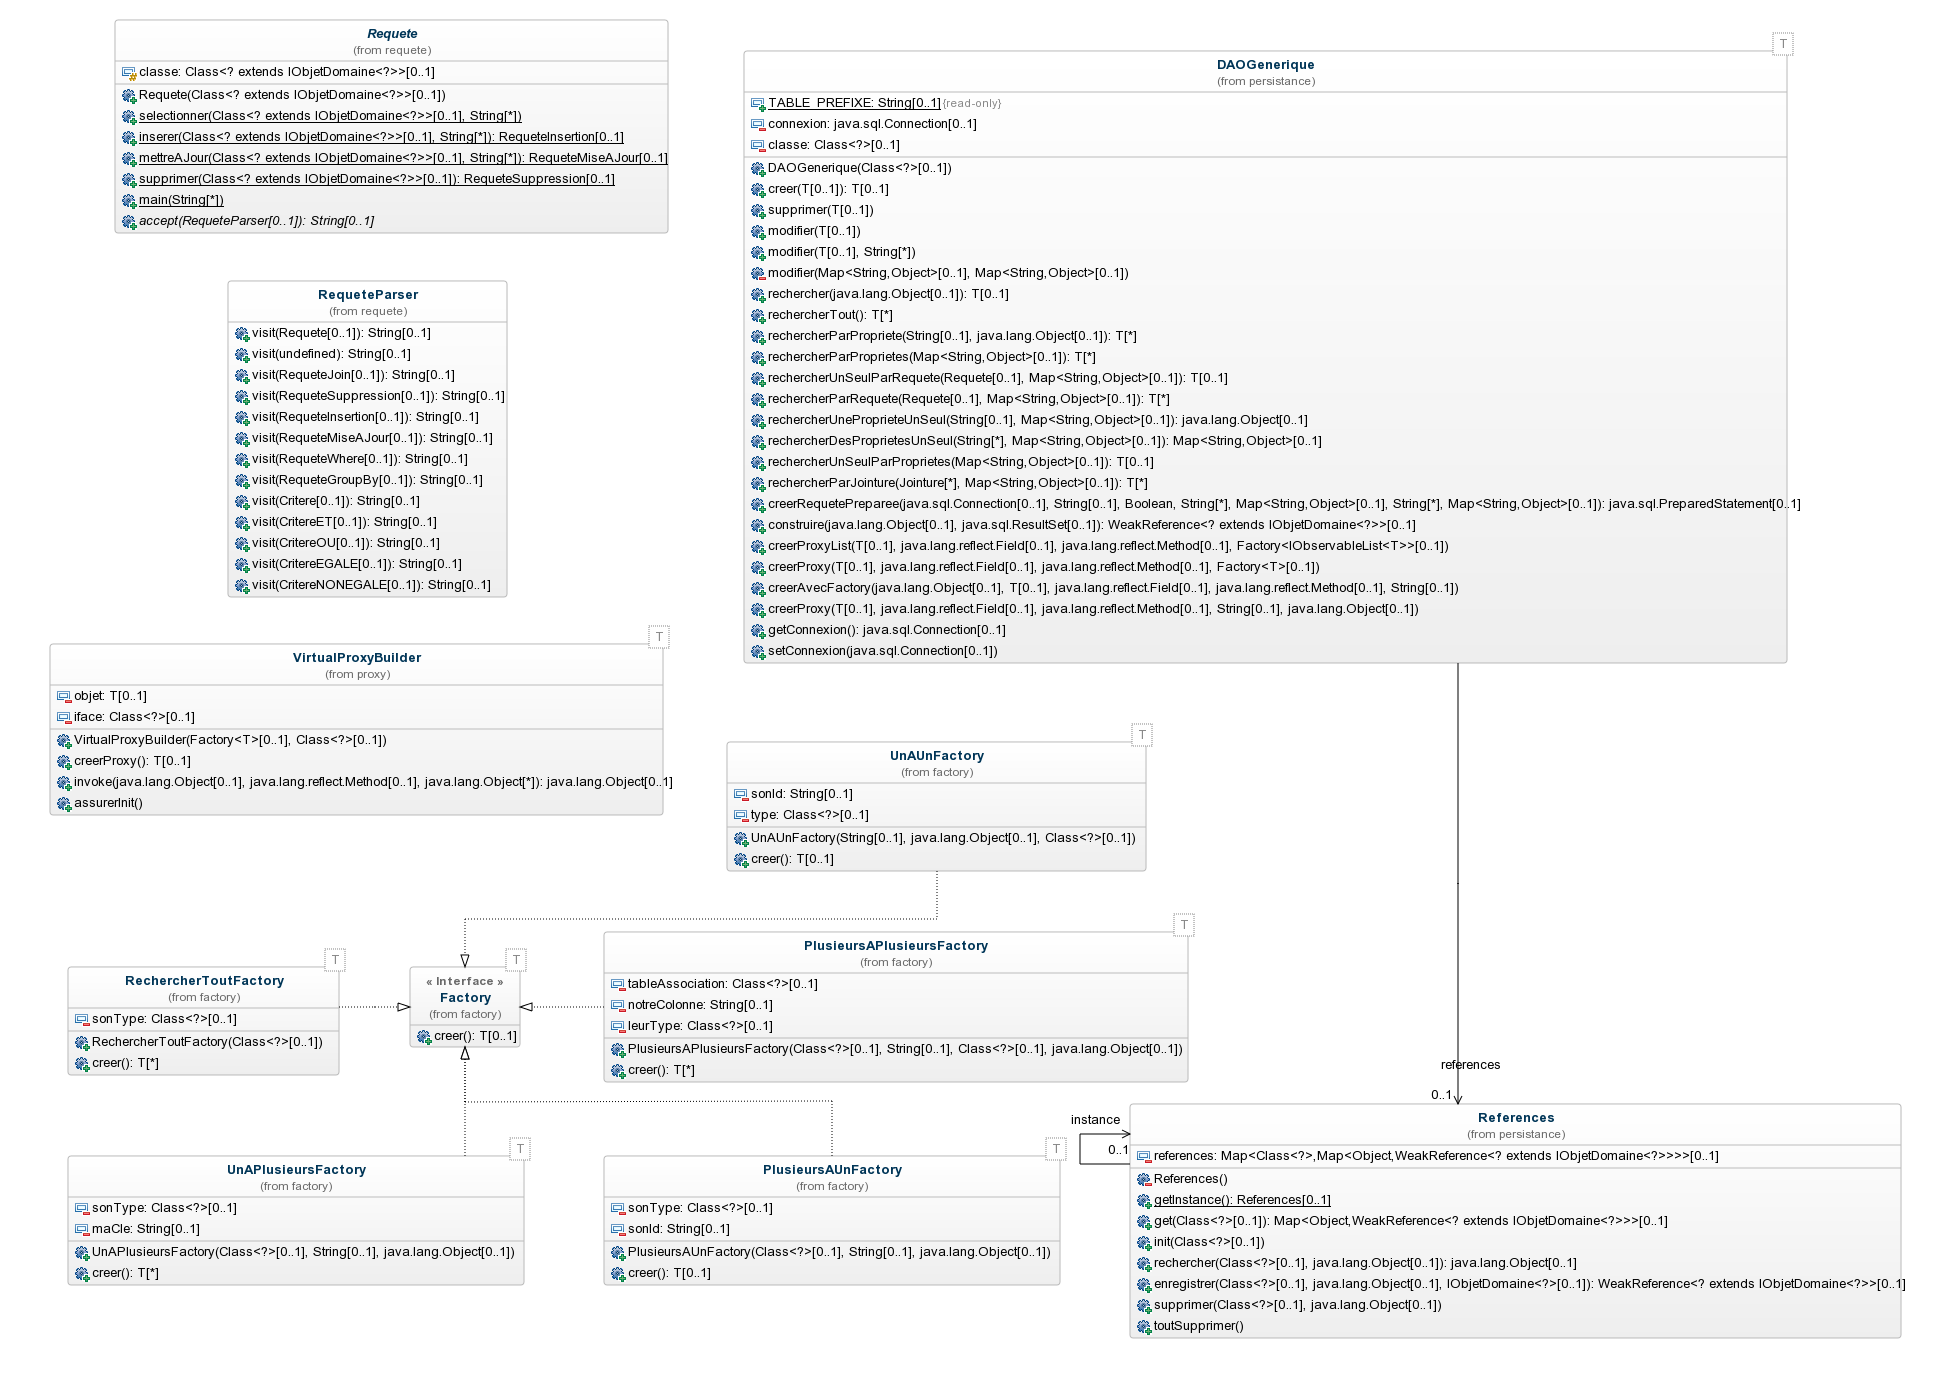 Requete
(from requete)
classe: Class<? extends IObjetDomaine<?>>[0..1]
Requete(Class<? extends IObjetDomaine<?>>[0..1])
selectionner(Class<? extends IObjetDomaine<?>>[0..1], String[*])
inserer(Class<? extends IObjetDomaine<?>>[0..1], String[*]): RequeteInsertion[0..1]
mettreAJour(Class<? extends IObjetDomaine<?>>[0..1], String[*]): RequeteMiseAJour[0..1]
supprimer(Class<? extends IObjetDomaine<?>>[0..1]): RequeteSuppression[0..1]
main(String[*])
accept(RequeteParser[0..1]): String[0..1]
T
DAOGenerique
(from persistance)
TABLE_PREFIXE: String[0..1]{read-only}
connexion: java.sql.Connection[0..1]
classe: Class<?>[0..1]
DAOGenerique(Class<?>[0..1])
creer(T[0..1]): T[0..1]
supprimer(T[0..1])
modifier(T[0..1])
modifier(T[0..1], String[*])
modifier(Map<String,Object>[0..1], Map<String,Object>[0..1])
rechercher(java.lang.Object[0..1]): T[0..1]
rechercherTout(): T[*]
rechercherParPropriete(String[0..1], java.lang.Object[0..1]): T[*]
rechercherParProprietes(Map<String,Object>[0..1]): T[*]
rechercherUnSeulParRequete(Requete[0..1], Map<String,Object>[0..1]): T[0..1]
rechercherParRequete(Requete[0..1], Map<String,Object>[0..1]): T[*]
rechercherUneProprieteUnSeul(String[0..1], Map<String,Object>[0..1]): java.lang.Object[0..1]
rechercherDesProprietesUnSeul(String[*], Map<String,Object>[0..1]): Map<String,Object>[0..1]
rechercherUnSeulParProprietes(Map<String,Object>[0..1]): T[0..1]
rechercherParJointure(Jointure[*], Map<String,Object>[0..1]): T[*]
creerRequetePreparee(java.sql.Connection[0..1], String[0..1], Boolean, String[*], Map<String,Object>[0..1], String[*], Map<String,Object>[0..1]): java.sql.PreparedStatement[0..1]
construire(java.lang.Object[0..1], java.sql.ResultSet[0..1]): WeakReference<? extends IObjetDomaine<?>>[0..1]
creerProxyList(T[0..1], java.lang.reflect.Field[0..1], java.lang.reflect.Method[0..1], Factory<IObservableList<T>>[0..1])
creerProxy(T[0..1], java.lang.reflect.Field[0..1], java.lang.reflect.Method[0..1], Factory<T>[0..1])
creerAvecFactory(java.lang.Object[0..1], T[0..1], java.lang.reflect.Field[0..1], java.lang.reflect.Method[0..1], String[0..1])
creerProxy(T[0..1], java.lang.reflect.Field[0..1], java.lang.reflect.Method[0..1], String[0..1], java.lang.Object[0..1])
getConnexion(): java.sql.Connection[0..1]
setConnexion(java.sql.Connection[0..1])
RequeteParser
(from requete)
visit(Requete[0..1]): String[0..1]
visit(undefined): String[0..1]
visit(RequeteJoin[0..1]): String[0..1]
visit(RequeteSuppression[0..1]): String[0..1]
visit(RequeteInsertion[0..1]): String[0..1]
visit(RequeteMiseAJour[0..1]): String[0..1]
visit(RequeteWhere[0..1]): String[0..1]
visit(RequeteGroupBy[0..1]): String[0..1]
visit(Critere[0..1]): String[0..1]
visit(CritereET[0..1]): String[0..1]
visit(CritereOU[0..1]): String[0..1]
visit(CritereEGALE[0..1]): String[0..1]
visit(CritereNONEGALE[0..1]): String[0..1]
T
VirtualProxyBuilder
(from proxy)
objet: T[0..1]
iface: Class<?>[0..1]
VirtualProxyBuilder(Factory<T>[0..1], Class<?>[0..1])
creerProxy(): T[0..1]
invoke(java.lang.Object[0..1], java.lang.reflect.Method[0..1], java.lang.Object[*]): java.lang.Object[0..1]
assurerInit()
T
UnAUnFactory
(from factory)
sonId: String[0..1]
type: Class<?>[0..1]
UnAUnFactory(String[0..1], java.lang.Object[0..1], Class<?>[0..1])
creer(): T[0..1]
T
RechercherToutFactory
(from factory)
sonType: Class<?>[0..1]
RechercherToutFactory(Class<?>[0..1])
creer(): T[*]
T
« Interface »
Factory
(from factory)
creer(): T[0..1]
T
PlusieursAPlusieursFactory
(from factory)
tableAssociation: Class<?>[0..1]
notreColonne: String[0..1]
leurType: Class<?>[0..1]
PlusieursAPlusieursFactory(Class<?>[0..1], String[0..1], Class<?>[0..1], java.lang.Object[0..1])
creer(): T[*]
T
UnAPlusieursFactory
(from factory)
sonType: Class<?>[0..1]
maCle: String[0..1]
UnAPlusieursFactory(Class<?>[0..1], String[0..1], java.lang.Object[0..1])
creer(): T[*]
T
PlusieursAUnFactory
(from factory)
sonType: Class<?>[0..1]
sonId: String[0..1]
PlusieursAUnFactory(Class<?>[0..1], String[0..1], java.lang.Object[0..1])
creer(): T[0..1]
references
0..1
instance
0..1
References
(from persistance)
references: Map<Class<?>,Map<Object,WeakReference<? extends IObjetDomaine<?>>>>[0..1]
References()
getInstance(): References[0..1]
get(Class<?>[0..1]): Map<Object,WeakReference<? extends IObjetDomaine<?>>>[0..1]
init(Class<?>[0..1])
rechercher(Class<?>[0..1], java.lang.Object[0..1]): java.lang.Object[0..1]
enregistrer(Class<?>[0..1], java.lang.Object[0..1], IObjetDomaine<?>[0..1]): WeakReference<? extends IObjetDomaine<?>>[0..1]
supprimer(Class<?>[0..1], java.lang.Object[0..1])
toutSupprimer()